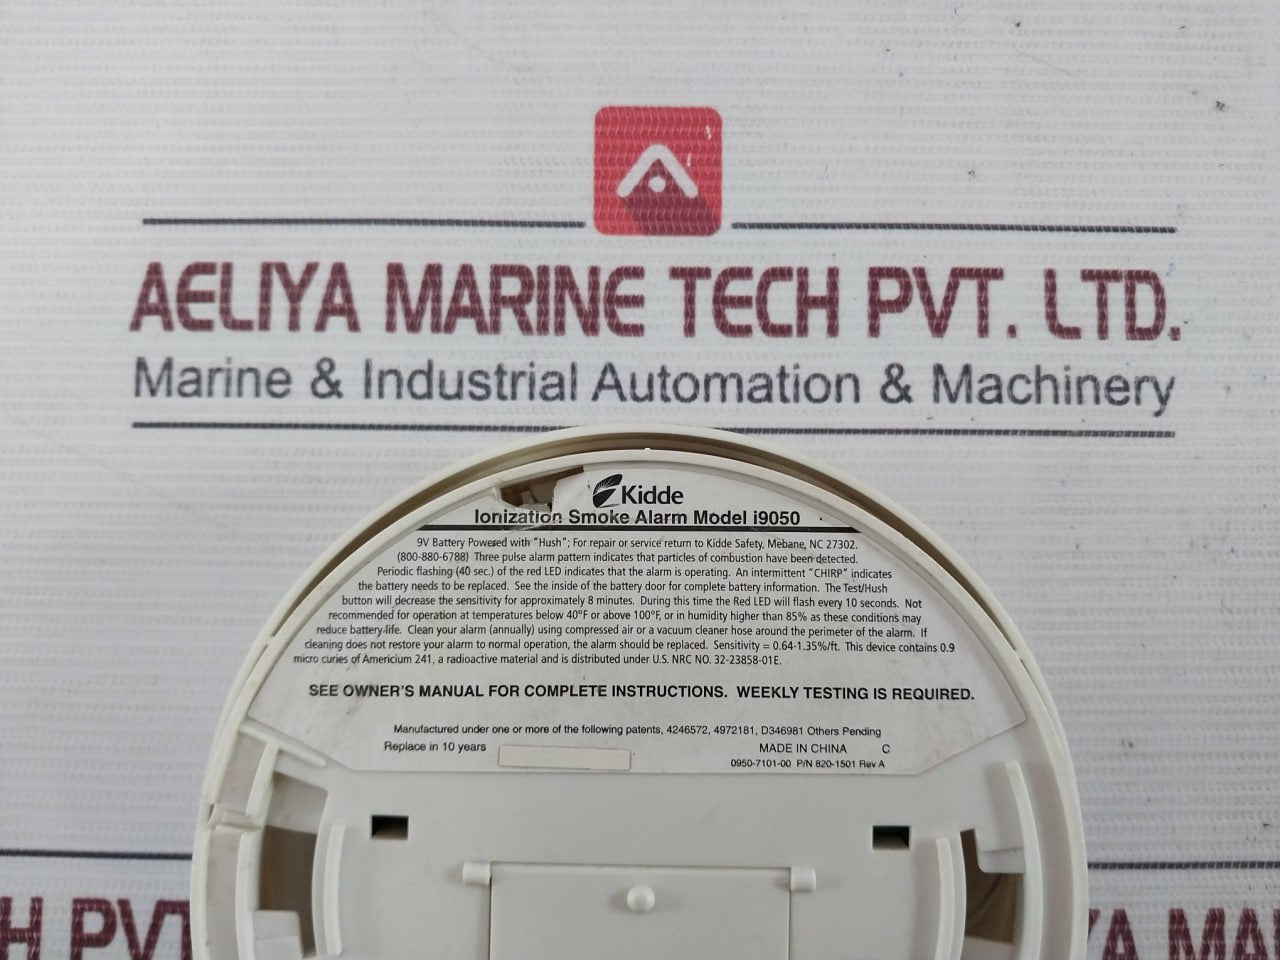 AELIYA MARINE TECH PVT. LTD.
Marine & Industrial Automation & Machinery
Kidde
Ionization Smoke Alarm Model i9050
9V Battery Powered with "Hush"; For repair or service return to Kidde Safety, Mebane, NC 27302.
(800-880-6788) Three pulse alarm pattern indicates that particles of combustion have been detected.
Periodic flashing (40 sec.) of the red LED indicates that the alarm is operating. An intermittent "CHIRP" indicates
the battery needs to be replaced. See the inside of the battery door for complete battery information. The Test/Hush
button will decrease the sensitivity for approximately 8 minutes. During this time the Red LED will flash every 10 seconds. Not
recommended for operation at temperatures below 40°F or above 100°F, or in humidity higher than 85% as these conditions may
reduce battery life. Clean your alarm (annually) using compressed air or a vacuum cleaner hose around the perimeter of the alarm. If
cleaning does not restore your alarm to normal operation, the alarm should be replaced. Sensitivity = 0.64-1.35%/ft. This device contains 0.9
micro curies of Americium 241, a radioactive material and is distributed under U.S. NRC NO. 32-23858-01E.
SEE OWNER'S MANUAL FOR COMPLETE INSTRUCTIONS. WEEKLY TESTING IS REQUIRED.
Manufactured under one or more of the following patents, 4246572, 4972181, D346981 Others Pending
Replace in 10 years MADE IN CHINA C
0950-7101-00 P/N 820-1501 Rev A
H PVT YA MA